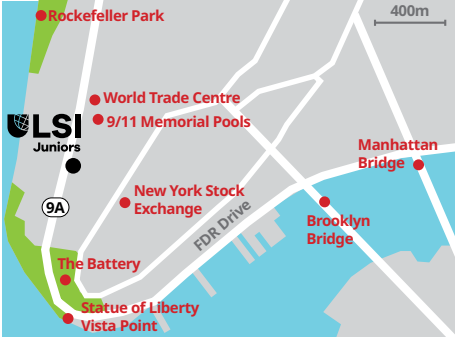 Rockefeller Park
400m
World Trade Centre
9/11 Memorial Pools
LSI
Juniors
Manhattan
Bridge
9A
New York Stock
Exchange
FDR Drive
Brooklyn
Bridge
The Battery
Statue of Liberty
Vista Point